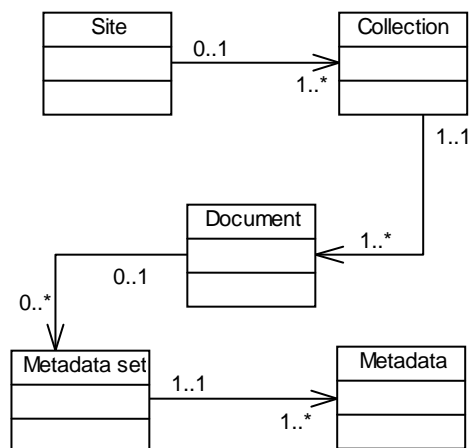 Site
Collection
0..1
1..*
1..1
Document
1..*
0..1
0..*
Metadata set
Metadata
1..1
1..*